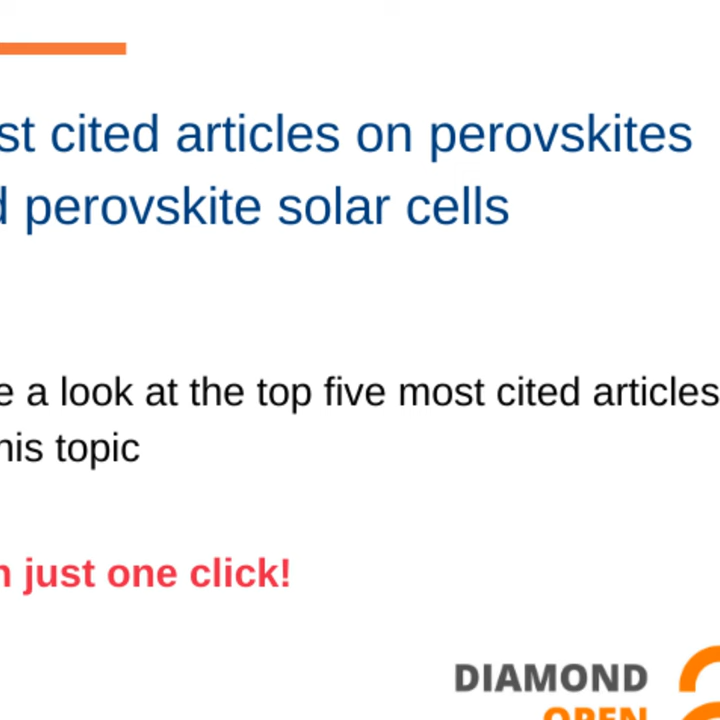 st cited articles on perovskites
d perovskite solar cells
e a look at the top five most cited articles
his topic
n just one click!
DIAMOND
OPEN